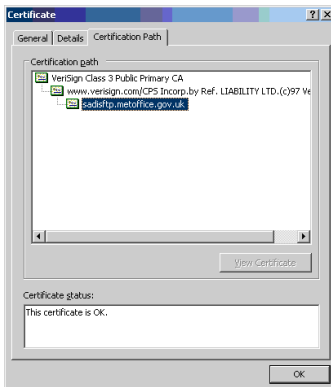 Certificate
General Details Certification Path
Certification path
VeriSign Class 3 Public Primary CA
www.verisign.com/CPS Incorp.by Ref. LIABILITY LTD.(c)97 Ve
sadisftp.metoffice.gov.uk
View Certificate
Certificate status:
This certificate is OK.
OK